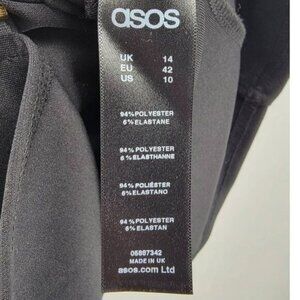 asos
UK 14
EU 42
US 10
94% POLYESTER
6% ELASTANE
94% POLYESTER
6% ELASTHANNE
94% POLIÉSTER
6% ELASTANO
94% POLYESTER
6% ELASTAN
05897342
MADE IN UK
asos.com Ltd